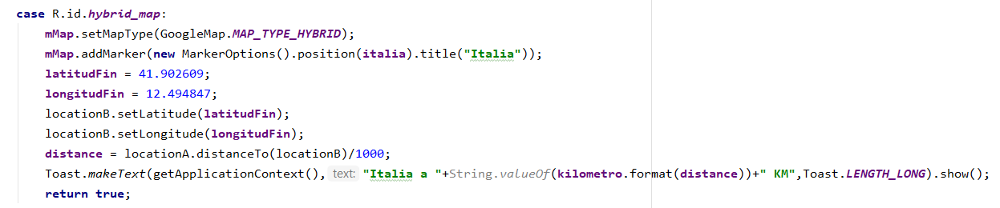 case R.id.hybrid_map:
mMap.setMapType(GoogleMap.MAP_TYPE_HYBRID);
mMap.addMarker(new MarkerOptions().position(italia).title("Italia"));
latitudFin = 41.902609;
longitudFin = 12.494847;
locationB.setLatitude(latitudFin);
locationB.setLongitude(longitudFin);
distance = locationA.distanceTo(locationB)/1000;
Toast.makeText(getApplicationContext(), text: "Italia a "+String.valueOf(kilometro.format(distance))+" KM",Toast.LENGTH_LONG).show();
return true;